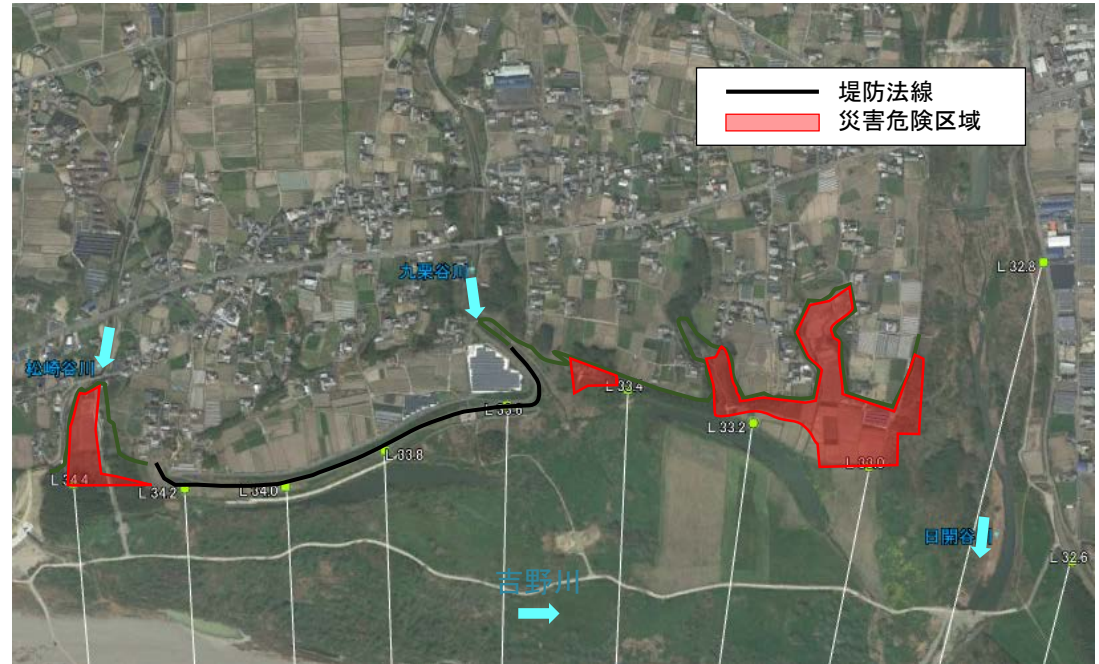 堤防法線
災害危険区域
九栗谷川
L 32.8
松崎谷川
L 33.4
L 33.6
L 33.2
L 33.8
L 34.4
L 34.2
L 34.0
L 33.0
日開谷川
L 32.6
吉野川